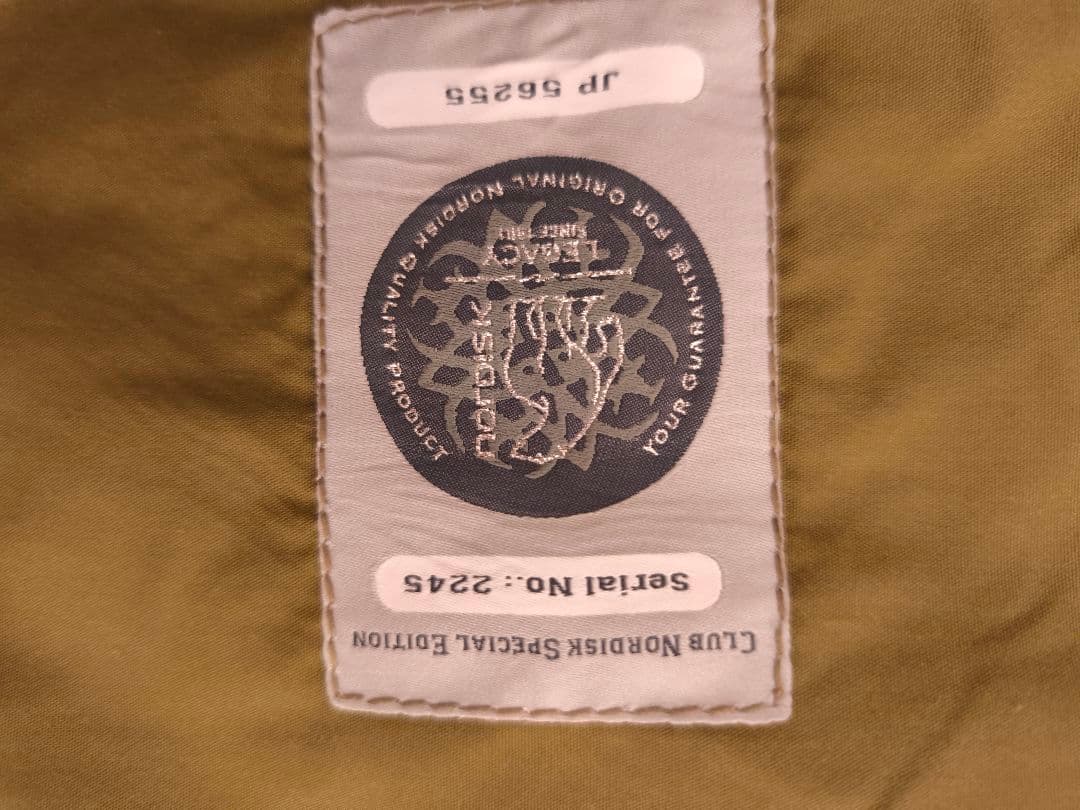 CLUB NORDISK SPECIAL EDITION
Serial No.: 2245
YOUR GUARANTEE FOR ORIGINAL NORDISK QUALITY PRODUCT
nordisk
LEGACY
SINCE 1901
JP 56255